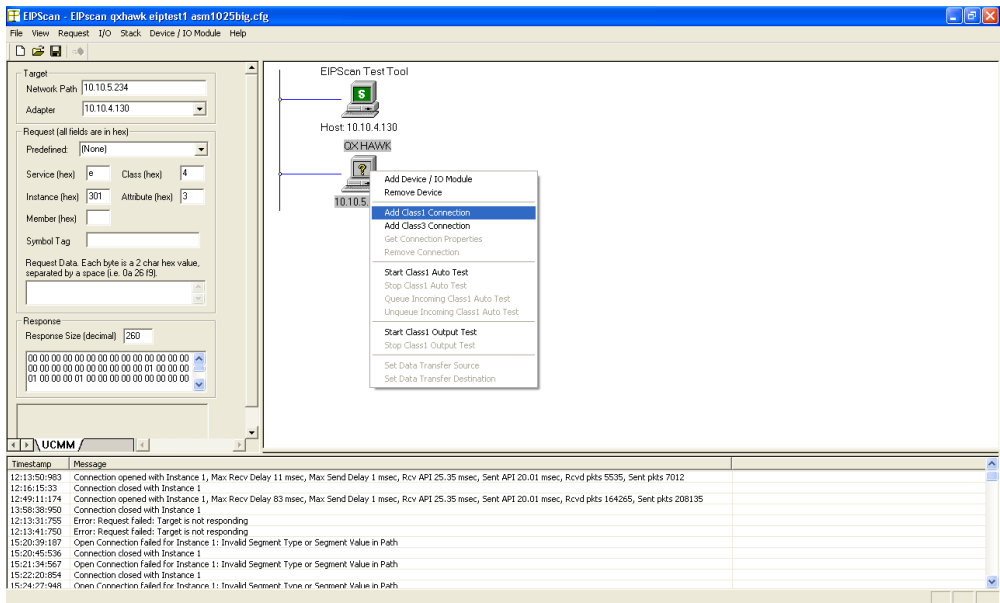 EIPScan - EIPscan qxhawk eiptest1 asm1025big.cfg
File View Request I/O Stack Device / IO Module Help
Target
Network Path 10.10.5.234
Adapter 10.10.4.130
Request (all fields are in hex)
Predefined: (None)
Service (hex) e Class (hex) 4
Instance (hex) 301 Attribute (hex) 3
Member (hex)
Symbol Tag
Request Data. Each byte is a 2 char hex value,
separated by a space (i.e. 0a 26 f9).
Response
Response Size (decimal) 260
00 00 00 00 00 00 00 00 00 00 00 00 00 00
00 00 00 00 00 00 00 00 00 00 01 00 00 00
01 00 00 00 01 00 00 00 00 00 00 00 00 00
UCMM
EIPScan Test Tool
S
Host: 10.10.4.130
QX HAWK
?
10.10.5.
Add Device / IO Module
Remove Device
Add Class1 Connection
Add Class3 Connection
Get Connection Properties
Remove Connection
Start Class1 Auto Test
Stop Class1 Auto Test
Queue Incoming Class1 Auto Test
Unqueue Incoming Class1 Auto Test
Start Class1 Output Test
Stop Class1 Output Test
Set Data Transfer Source
Set Data Transfer Destination
Timestamp Message
12:13:50:983 Connection opened with Instance 1, Max Recv Delay 11 msec, Max Send Delay 1 msec, Rcv API 25.35 msec, Sent API 20.01 msec, Rcvd pkts 5535, Sent pkts 7012
12:16:15:33 Connection closed with Instance 1
12:49:11:174 Connection opened with Instance 1, Max Recv Delay 83 msec, Max Send Delay 1 msec, Rcv API 25.35 msec, Sent API 20.01 msec, Rcvd pkts 164265, Sent pkts 208135
13:58:38:950 Connection closed with Instance 1
12:13:31:755 Error: Request failed: Target is not responding
12:13:41:750 Error: Request failed: Target is not responding
15:20:39:187 Open Connection failed for Instance 1: Invalid Segment Type or Segment Value in Path
15:20:45:536 Connection closed with Instance 1
15:21:34:567 Open Connection failed for Instance 1: Invalid Segment Type or Segment Value in Path
15:22:20:854 Connection closed with Instance 1
15:24:27:948 Open Connection failed for Instance 1: Invalid Segment Type or Segment Value in Path